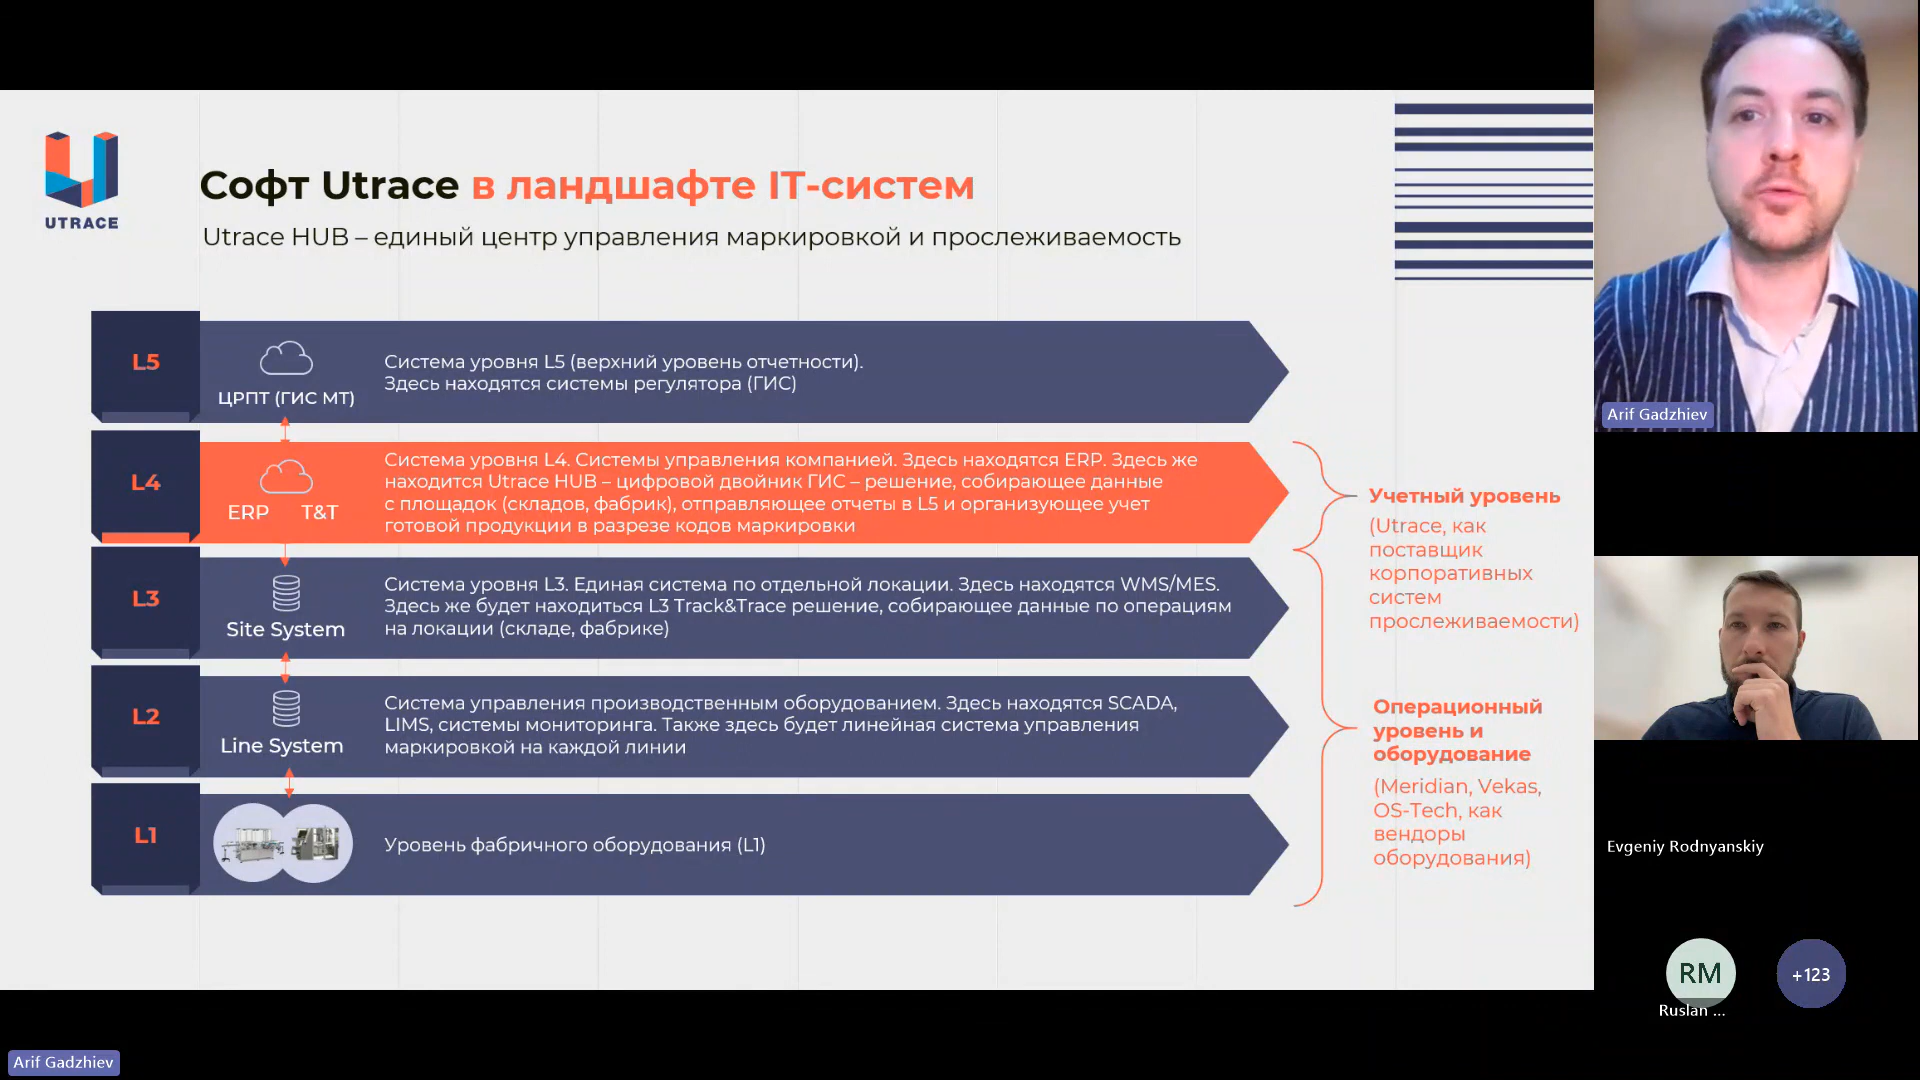 UTRACE
Софт Utrace в ландшафте IT-систем
Utrace HUB – единый центр управления маркировкой и прослеживаемость
L5
ЦРПТ (ГИС МТ)
Система уровня L5 (верхний уровень отчетности).
Здесь находятся системы регулятора (ГИС)
L4
ERP T&T
Система уровня L4. Системы управления компанией. Здесь находятся ERP. Здесь же
находится Utrace HUB – цифровой двойник ГИС – решение, собирающее данные
с площадок (складов, фабрик), отправляющее отчеты в L5 и организующее учет
готовой продукции в разрезе кодов маркировки
L3
Site System
Система уровня L3. Единая система по отдельной локации. Здесь находятся WMS/MES.
Здесь же будет находиться L3 Track&Trace решение, собирающее данные по операциям
на локации (складе, фабрике)
L2
Line System
Система управления производственным оборудованием. Здесь находятся SCADA,
LIMS, системы мониторинга. Также здесь будет линейная система управления
маркировкой на каждой линии
L1
Уровень фабричного оборудования (L1)
Учетный уровень
(Utrace, как
поставщик
корпоративных
систем
прослеживаемости)
Операционный
уровень и
оборудование
(Meridian, Vekas,
OS-Tech, как
вендоры
оборудования)
Arif Gadzhiev
Evgeniy Rodnyanskiy
RM
Ruslan ...
+123
Arif Gadzhiev